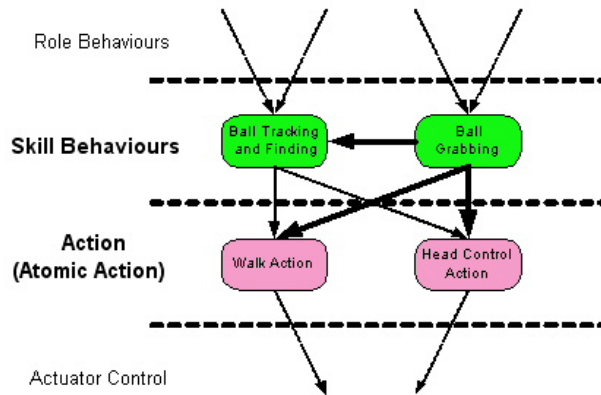 Role Behaviours
Skill Behaviours
Ball Tracking
and Finding
Ball
Grabbing
Action
(Atomic Action)
Walk Action
Head Control
Action
Actuator Control